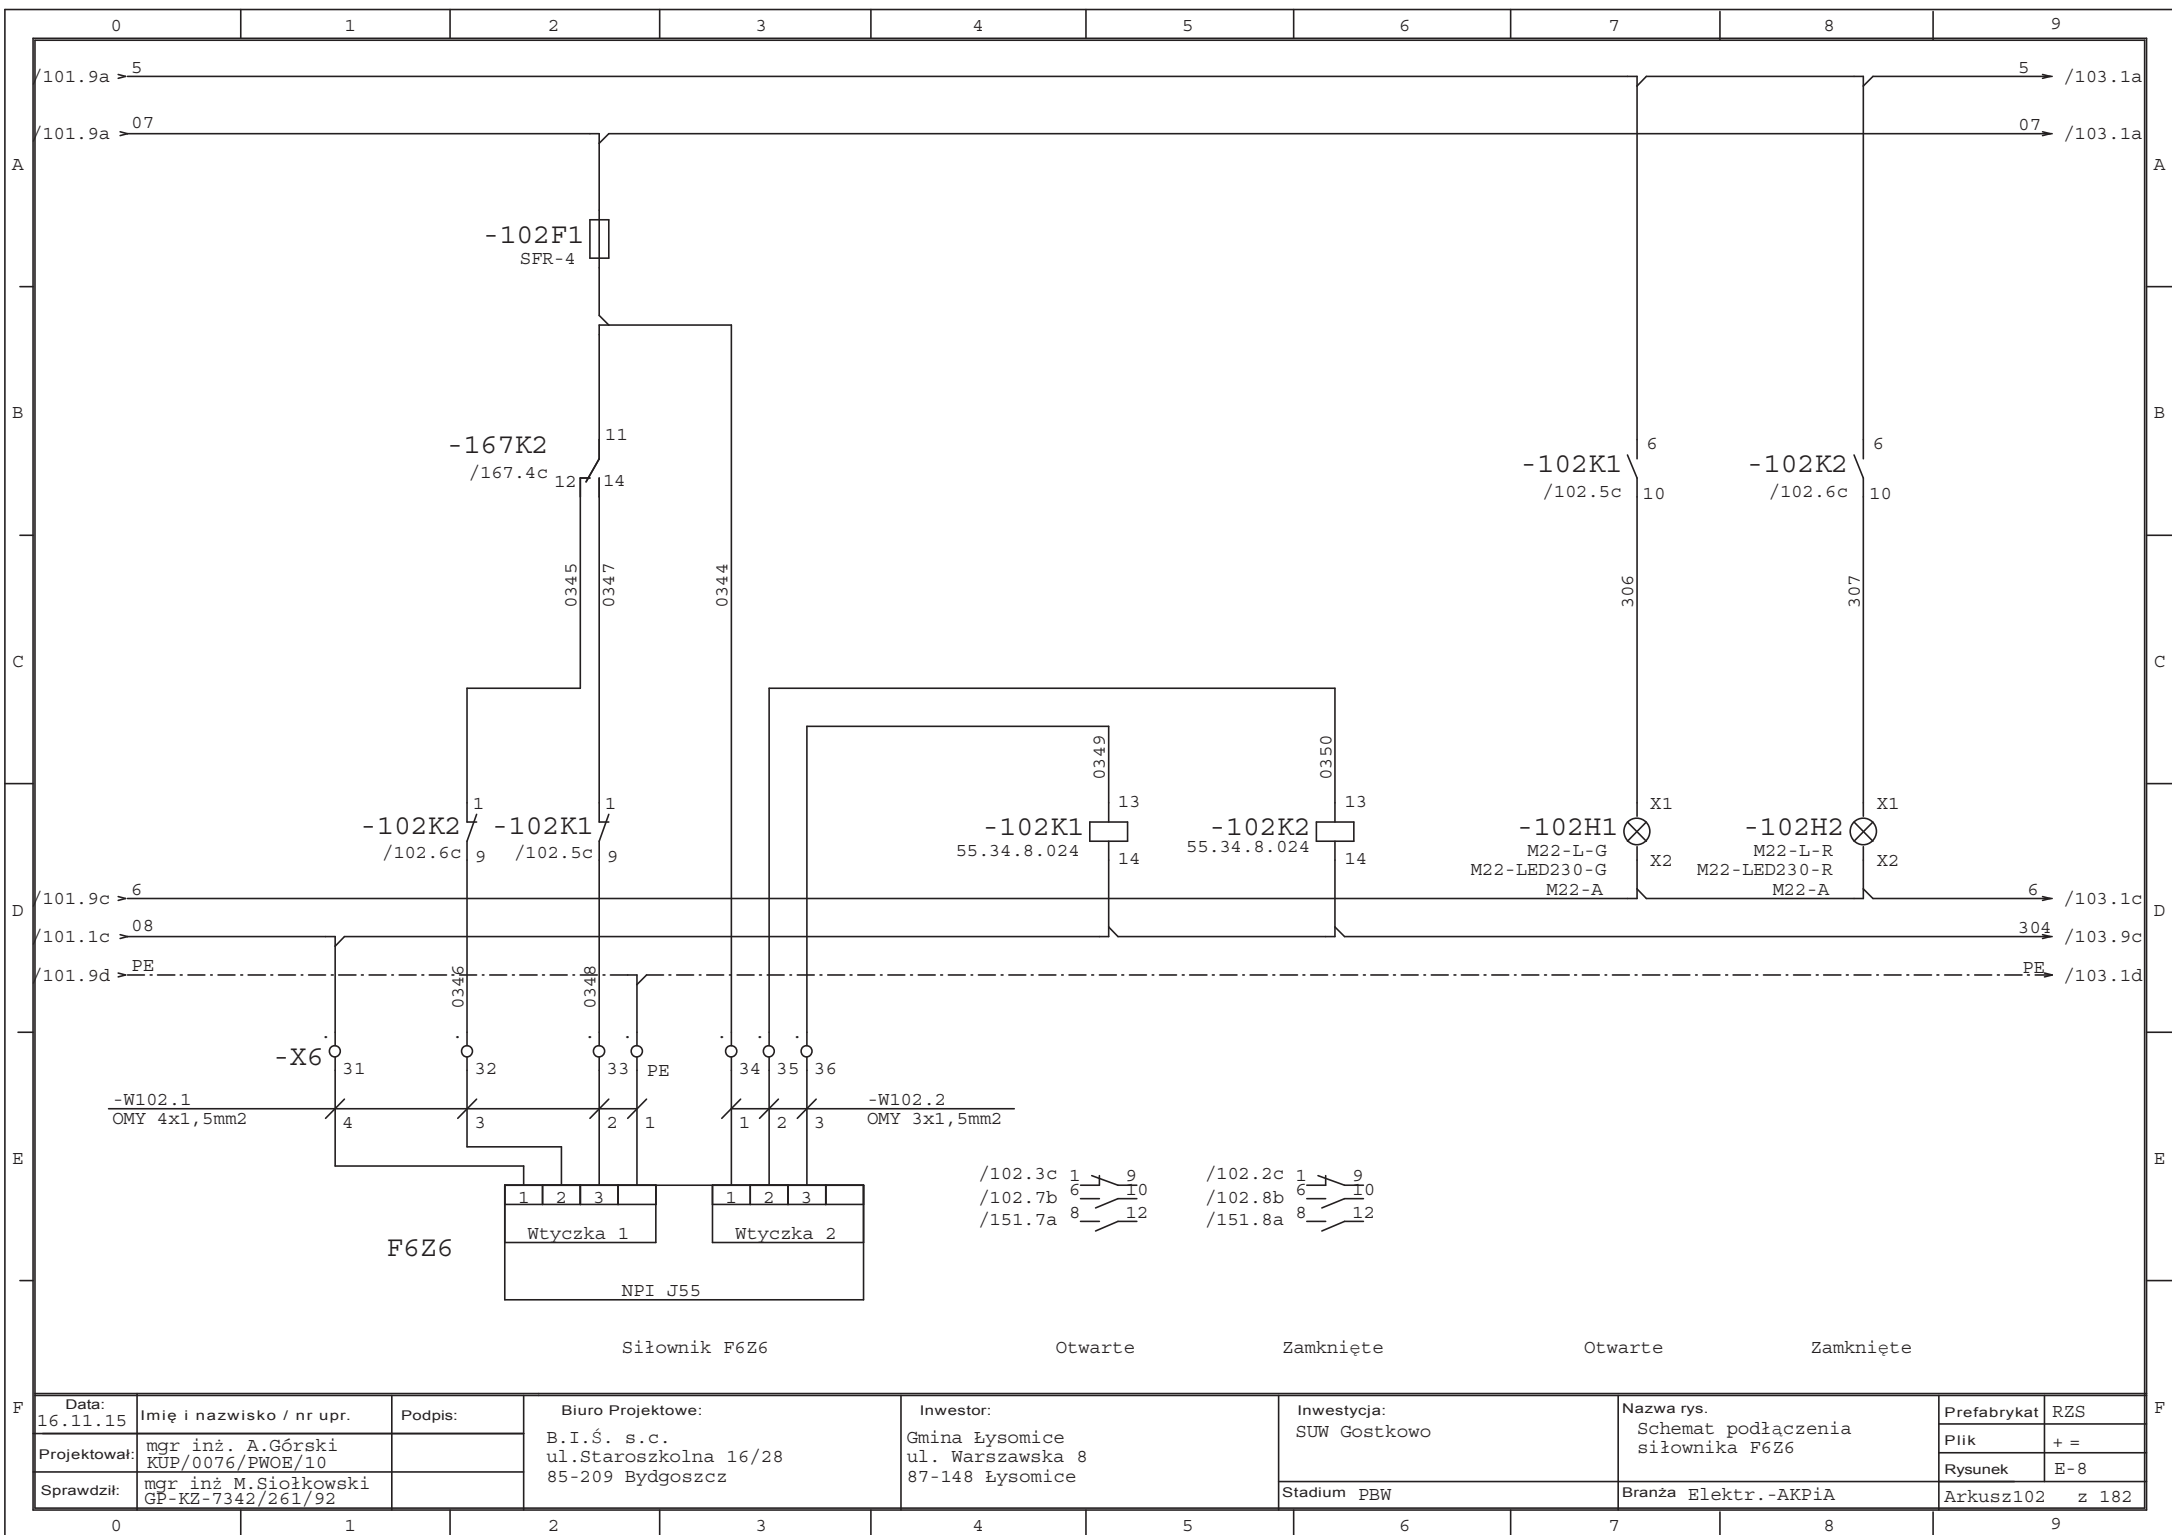 0 1 2 3 4 5 6 7 8 9
/101.9a 5 5 /103.1a
/101.9a 07 07 /103.1a
A A
-102F1
SFR-4
B B
-167K2 11
/167.4c 12 14
-102K1 6
/102.5c 10
-102K2 6
/102.6c 10
0345
0347
0344
306
307
C C
0349
0350
-102K2 1
/102.6c 9
-102K1 1
/102.5c 9
-102K1 13
55.34.8.024 14
-102K2 13
55.34.8.024 14
-102H1 X1
M22-L-G X2
M22-LED230-G
M22-A
-102H2 X1
M22-L-R X2
M22-LED230-R
M22-A
/101.9c 6 6 /103.1c
D D
/101.1c 08 304 /103.9c
/101.9d PE PE /103.1d
0346
0348
-X6 31 32 33 PE 34 35 36
-W102.1
OMY 4x1,5mm2
4 3 2 1
1 2 3
-W102.2
OMY 3x1,5mm2
E E
1 2 3
Wtyczka 1
1 2 3
Wtyczka 2
F6Z6
NPI J55
/102.3c 1 9
/102.7b 6 10
/151.7a 8 12
/102.2c 1 9
/102.8b 6 10
/151.8a 8 12
Siłownik F6Z6 Otwarte Zamknięte Otwarte Zamknięte
F F
Data:
16.11.15
Imię i nazwisko / nr upr.
Podpis:
Projektował:
mgr inż. A.Górski
KUP/0076/PWOE/10
Sprawdził:
mgr inż M.Siołkowski
GP-KZ-7342/261/92
Biuro Projektowe:
B.I.Ś. s.c.
ul.Staroszkolna 16/28
85-209 Bydgoszcz
Inwestor:
Gmina Łysomice
ul. Warszawska 8
87-148 Łysomice
Inwestycja:
SUW Gostkowo
Stadium PBW
Nazwa rys.
Schemat podłączenia
siłownika F6Z6
Branża Elektr.-AKPiA
Prefabrykat RZS
Plik + =
Rysunek E-8
Arkusz102 z 182
0 1 2 3 4 5 6 7 8 9